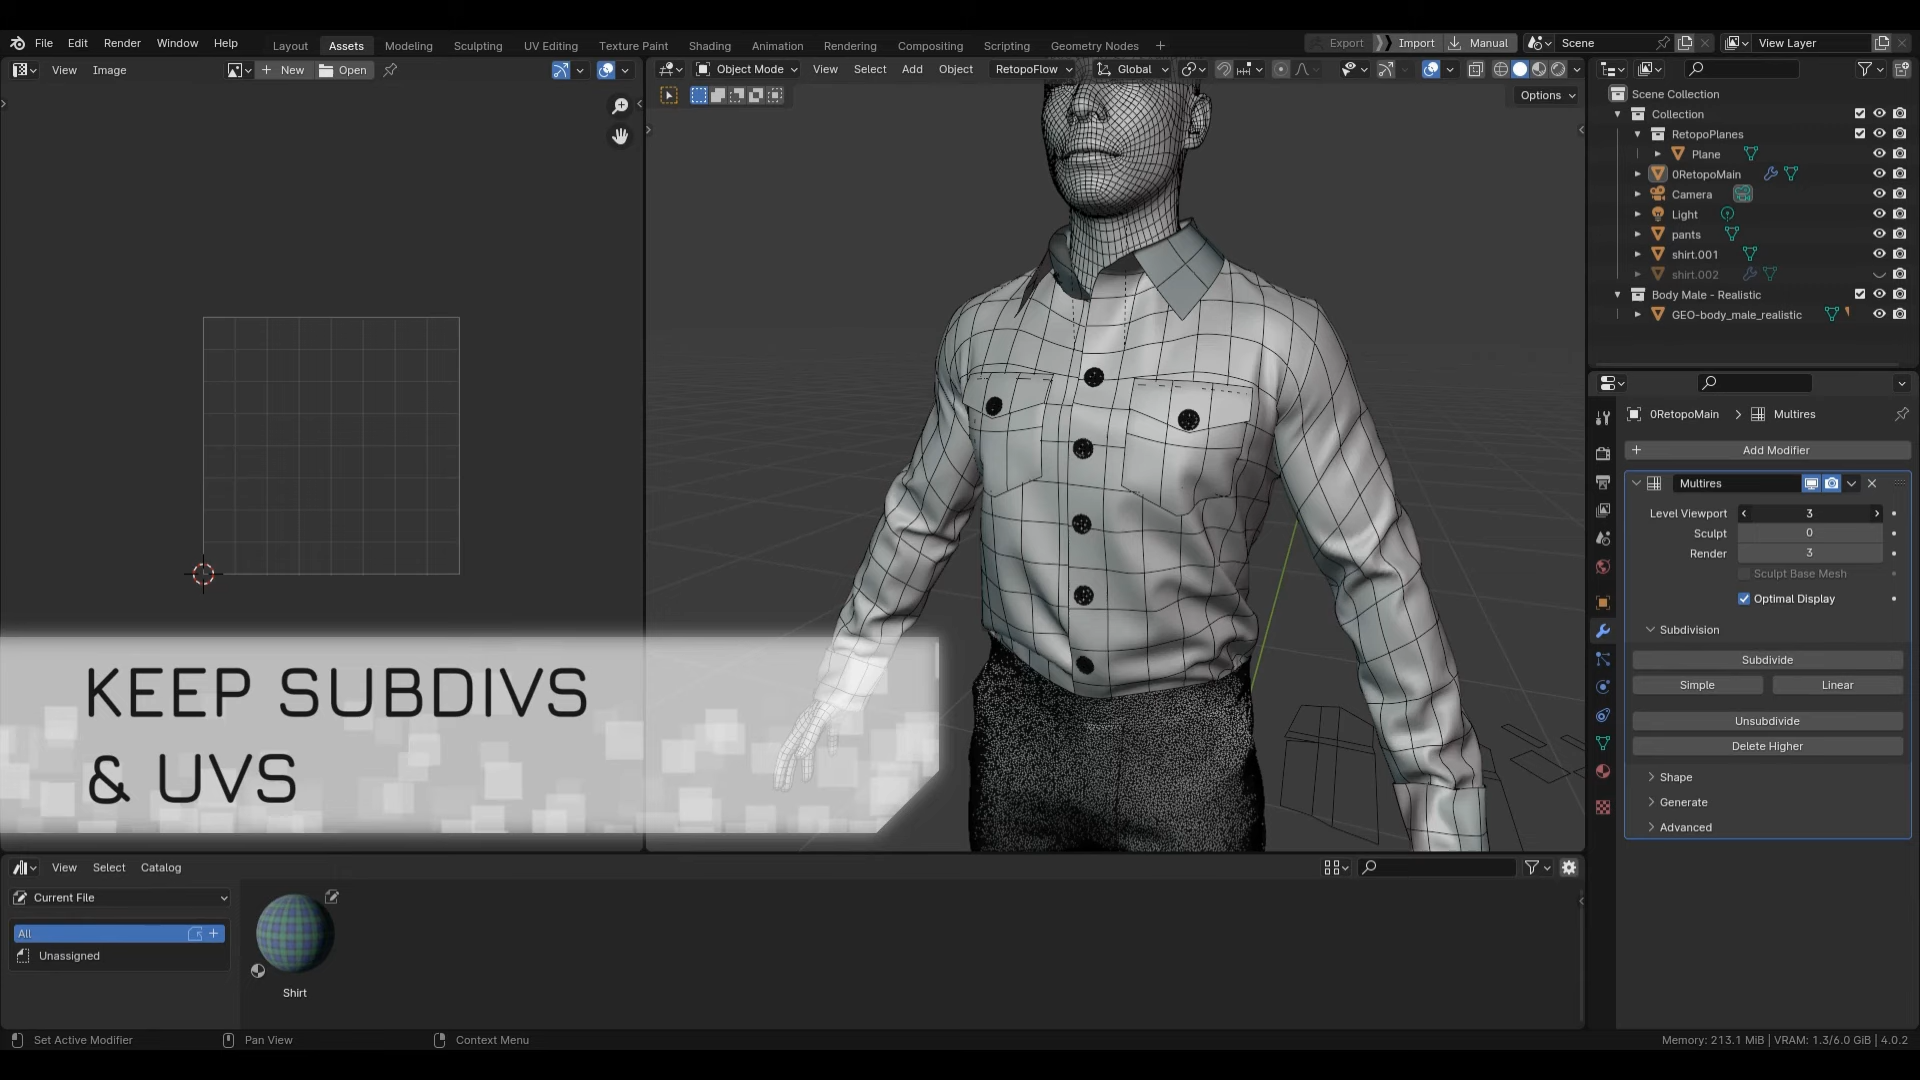 File Edit Render Window Help
Layout Assets Modeling Sculpting UV Editing Texture Paint Shading Animation Rendering Compositing Scripting Geometry Nodes +
Export Import Manual Scene View Layer
View Image + New Open
Object Mode View Select Add Object RetopoFlow Global
Options
Scene Collection
Collection
RetopoPlanes
Plane
0RetopoMain
Camera
Light
pants
shirt.001
shirt.002
Body Male - Realistic
GEO-body_male_realistic
0RetopoMain > Multires
+ Add Modifier
Multires
Level Viewport 3
Sculpt 0
Render 3
Sculpt Base Mesh
Optimal Display
Subdivision
Subdivide
Simple Linear
Unsubdivide
Delete Higher
Shape
Generate
Advanced
KEEP SUBDIVS
& UVS
View Select Catalog
Current File
All +
Unassigned
Shirt
Set Active Modifier Pan View Context Menu
Memory: 213.1 MiB | VRAM: 1.3/6.0 GiB | 4.0.2